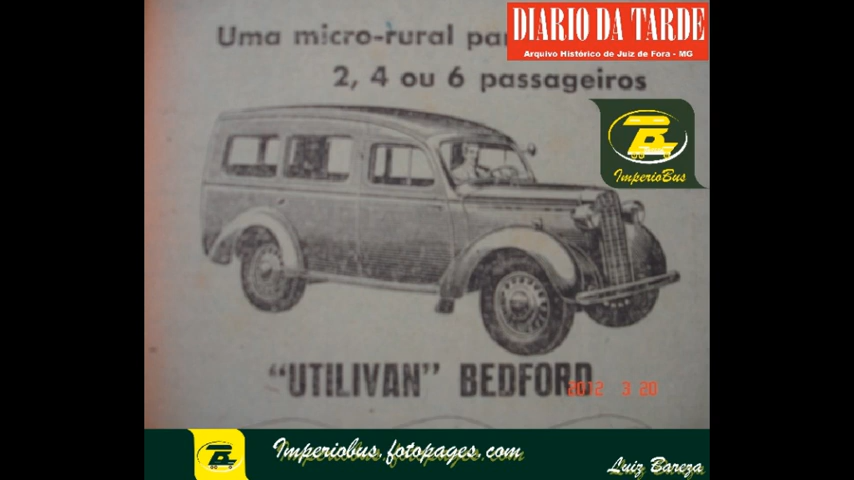 DIARIO DA TARDE
Arquivo Histórico de Juiz de Fora - MG
Uma micro-rural
2, 4 ou 6 passageiros
ImperioBus
"UTILIVAN" BEDFORD
2012 3 20
Imperiobus.fotopages.com
Luiz Bareza